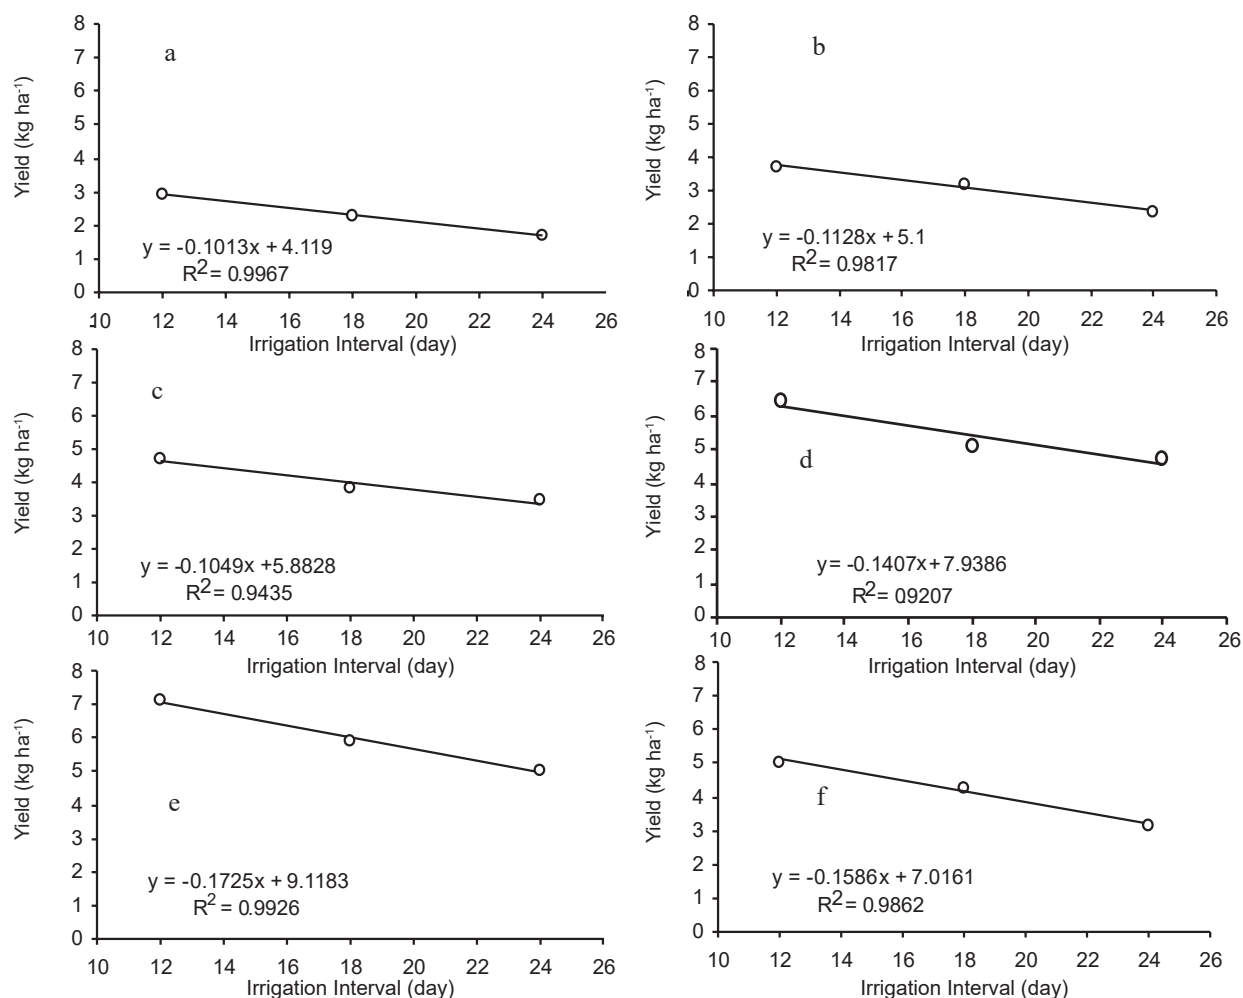 a
Yield (kg ha-1)
8
7
6
5
4
3
2
1
0
y = -0.1013x + 4.119
R2 = 0.9967
10 12 14 16 18 20 22 24 26
Irrigation Interval (day)
b
Yield (kg ha-1)
8
7
6
5
4
3
2
1
0
y = -0.1128x + 5.1
R2 = 0.9817
10 12 14 16 18 20 22 24 26
Irrigation Interval (day)
c
Yield (kg ha-1)
8
7
6
5
4
3
2
1
0
y = -0.1049x +5.8828
R2 = 0.9435
10 12 14 16 18 20 22 24 26
Irrigation Interval (day)
d
Yield (kg ha-1)
8
7
6
5
4
3
2
1
0
y = -0.1407x + 7.9386
R2 = 0.9207
10 12 14 16 18 20 22 24 26
Irrigation Interval (day)
e
Yield (kg ha-1)
8
7
6
5
4
3
2
1
0
y = -0.1725x + 9.1183
R2 = 0.9926
10 12 14 16 18 20 22 24 26
Irrigation Interval (day)
f
Yield (kg ha-1)
8
7
6
5
4
3
2
1
0
y = -0.1586x + 7.0161
R2 = 0.9862
10 12 14 16 18 20 22 24 26
Irrigation Interval (day)